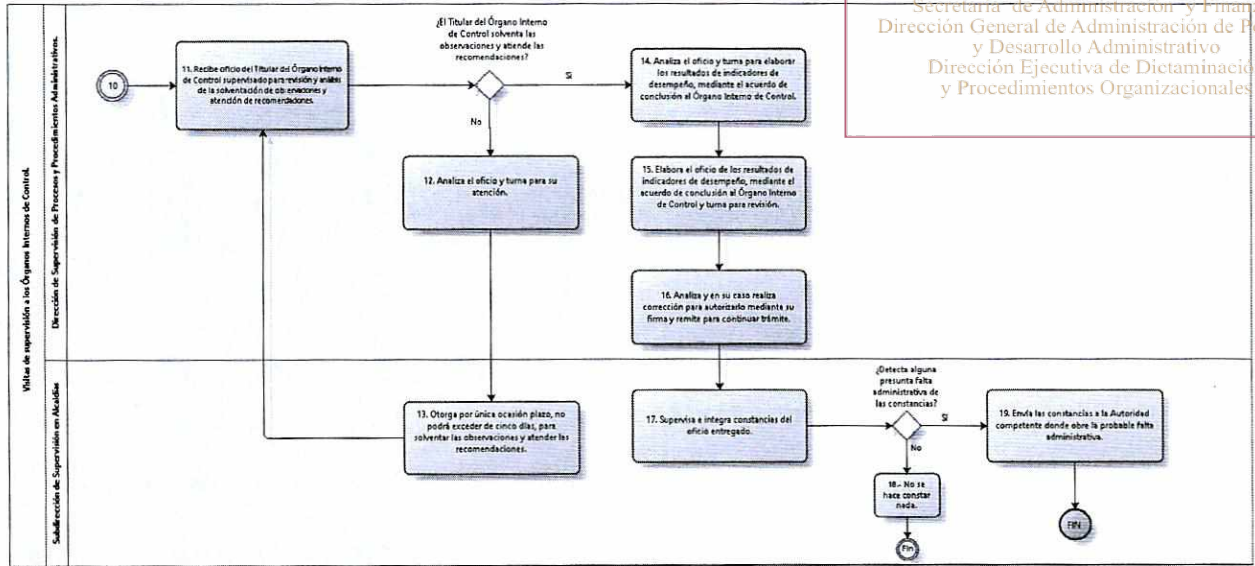 Secretaría de Administración y Finan
Dirección General de Administración de Pe
y Desarrollo Administrativo
Dirección Ejecutiva de Dictaminació
y Procedimientos Organizacionales
Visitas de supervisión a los Órganos Internos de Control.
Dirección de Supervisión de Procesos y Procedimientos Administrativos.
10
11. Recibe oficio del Titular del Órgano Interno
de Control supervisado para revisión y análisis
de la solventación de observaciones y
atención de recomendaciones.
¿El Titular del Órgano Interno
de Control solventa las
observaciones y atiende las
recomendaciones?
Si
No
14. Analiza el oficio y turna para elaborar
los resultados de indicadores de
desempeño, mediante el acuerdo de
conclusión al Órgano Interno de Control.
12. Analiza el oficio y turna para su
atención.
15. Elabora el oficio de los resultados de
indicadores de desempeño, mediante el
acuerdo de conclusión al Órgano Interno
de Control y turna para revisión.
16. Analiza y en su caso realiza
corrección para autorizarlo mediante su
firma y remite para continuar trámite.
Subdirección de Supervisión en Alcaldías
13. Otorga por única ocasión plazo, no
podrá exceder de cinco días, para
solventar las observaciones y atender las
recomendaciones.
17. Supervisa e integra constancias del
oficio entregado.
¿Detecta alguna
presunta falta
administrativa de
las constancias?
Si
No
19. Envía las constancias a la Autoridad
competente donde obre la probable falta
administrativa.
18.- No se
hace constar
nada.
Fin
FIN